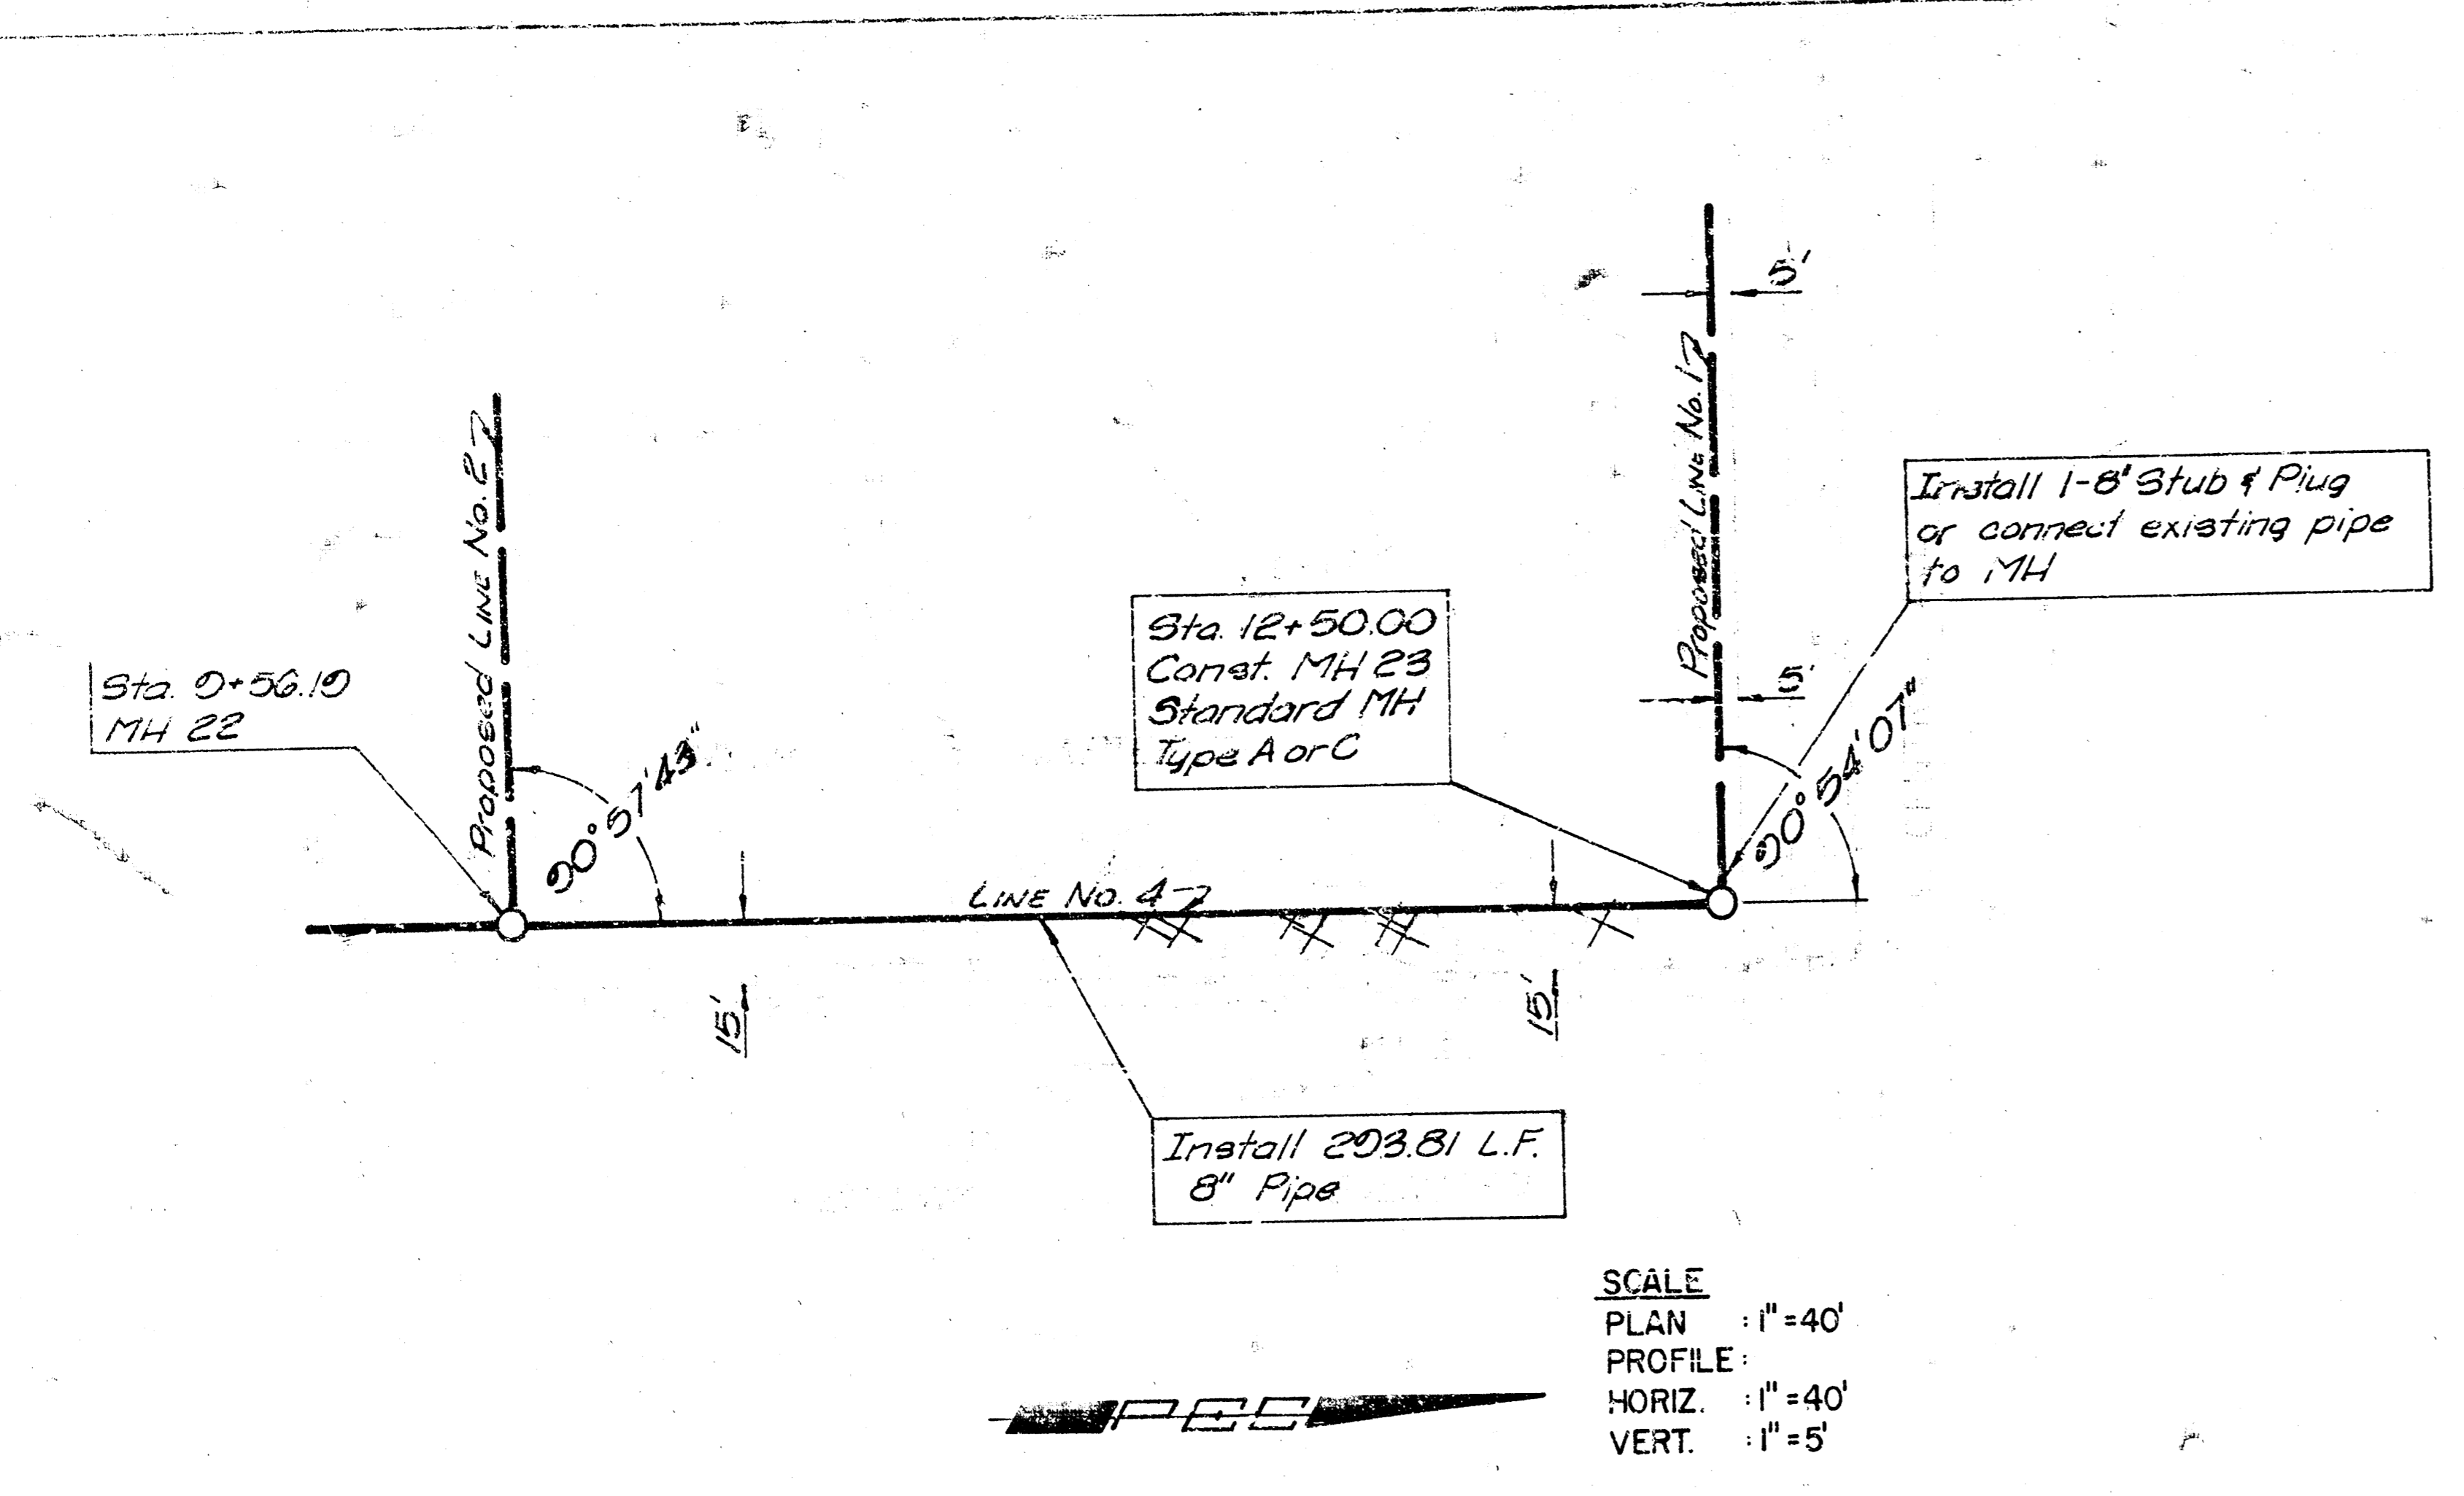 5'
Proposed LINE No. 17
Proposed LINE No. 27
Install 1-8" Stub & Plug
or connect existing pipe
to MH
Sta. 12+50.00
Const. MH 23
Standard MH
Type A or C
Sta. 9+56.19
MH 22
5'
90° 57' 43"
90° 54' 07"
LINE No. 4
15'
15'
Install 293.81 L.F.
8" Pipe
SCALE
PLAN : 1"=40'
PROFILE :
HORIZ. : 1"=40'
VERT. : 1"=5'
PES